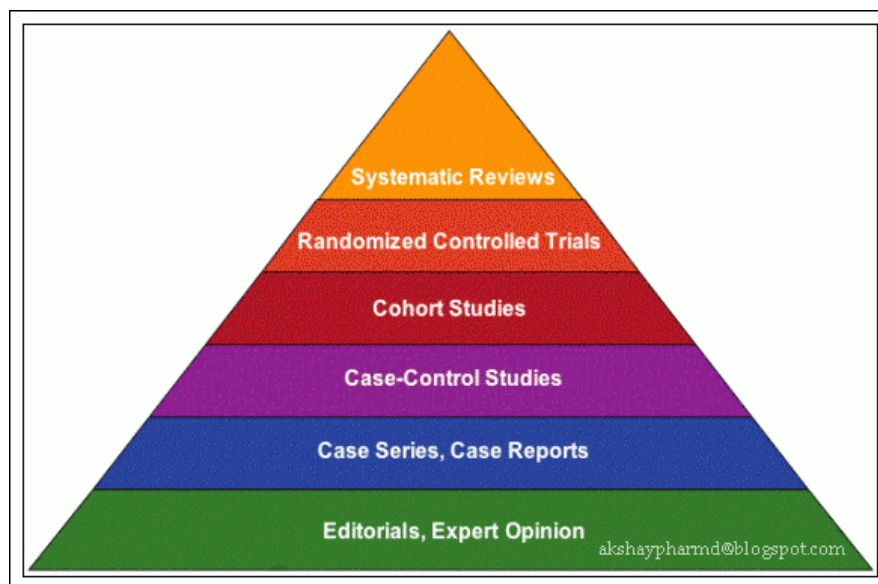 Systematic Reviews
Randomized Controlled Trials
Cohort Studies
Case-Control Studies
Case Series, Case Reports
Editorials, Expert Opinion
akshaypharmd@blogspot.com